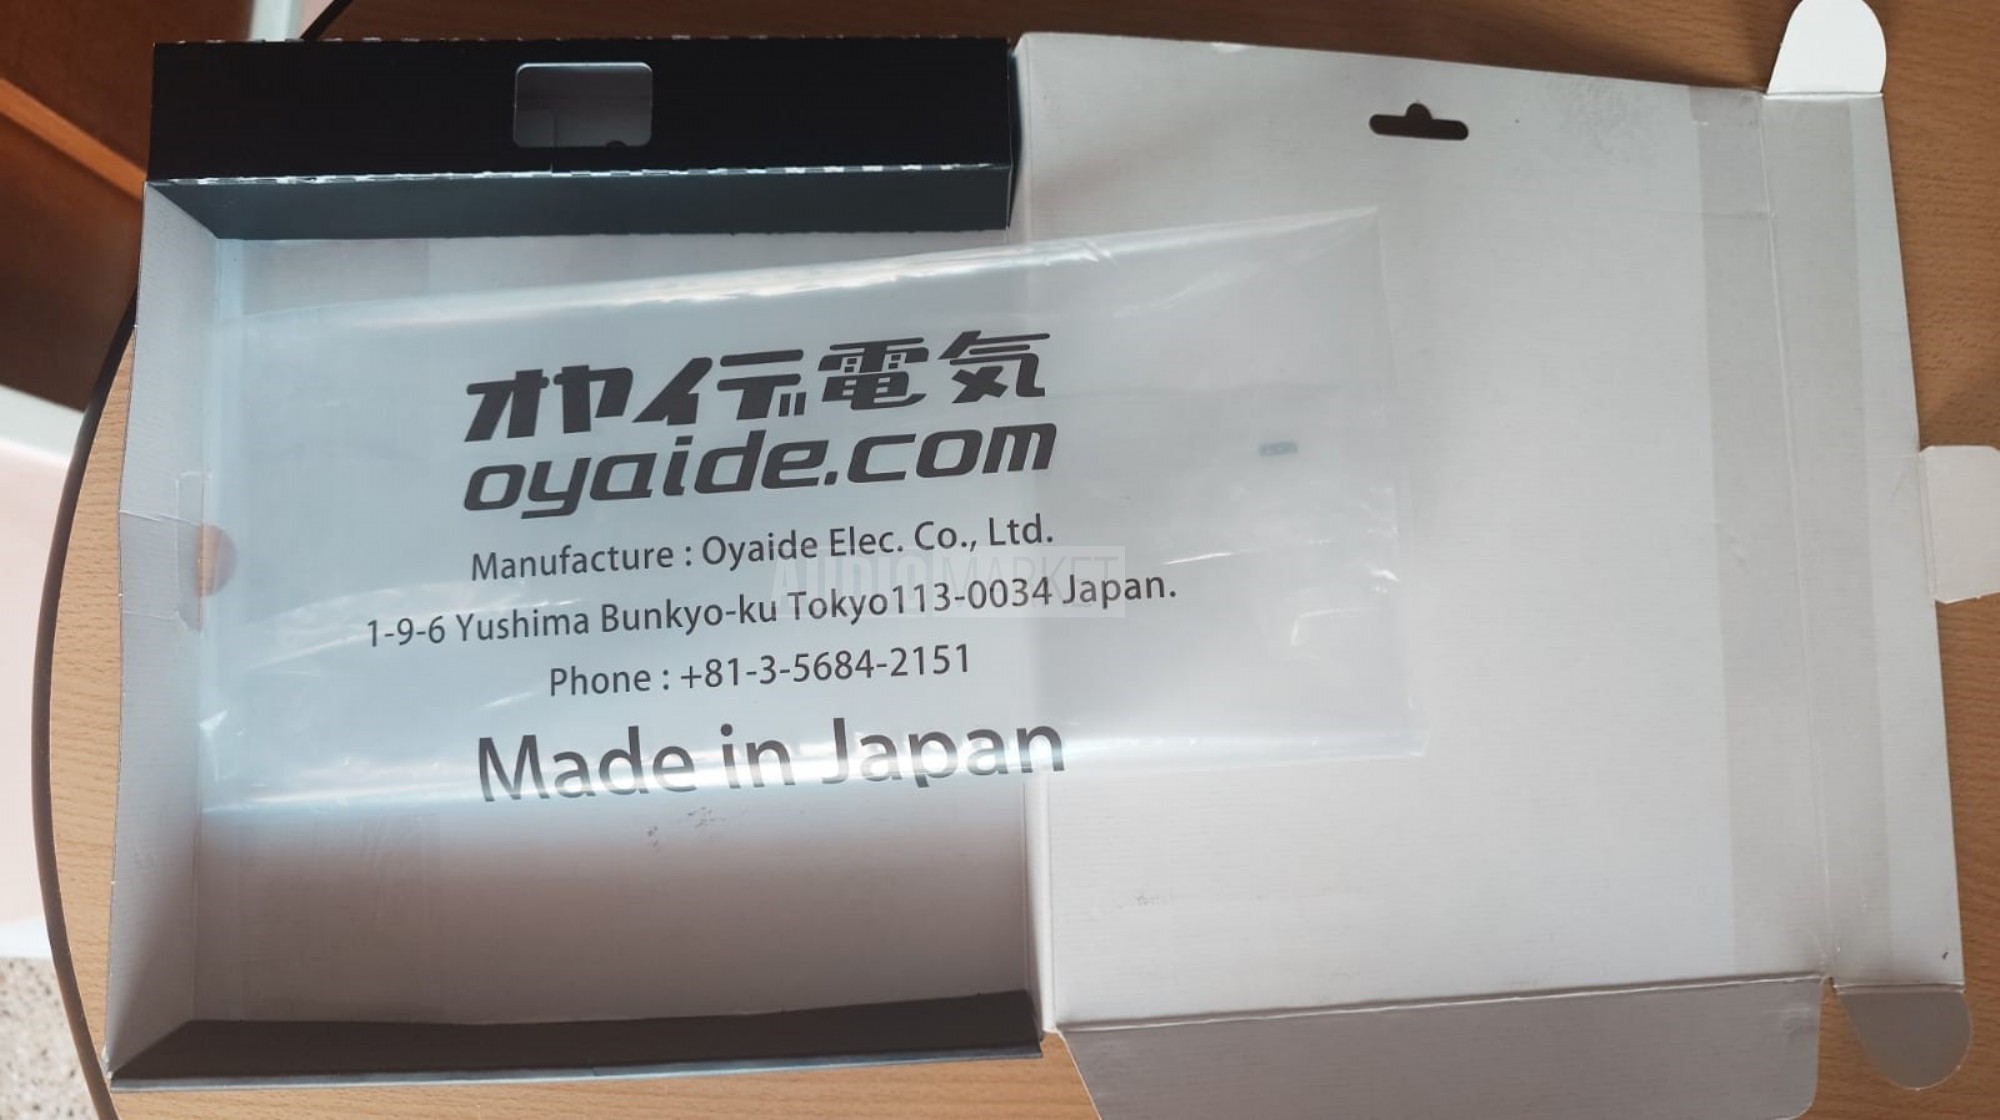 オヤイデ電気
oyaide.com
Manufacture : Oyaide Elec. Co., Ltd.
AUDIOMARKET
1-9-6 Yushima Bunkyo-ku Tokyo113-0034 Japan.
Phone : +81-3-5684-2151
Made in Japan